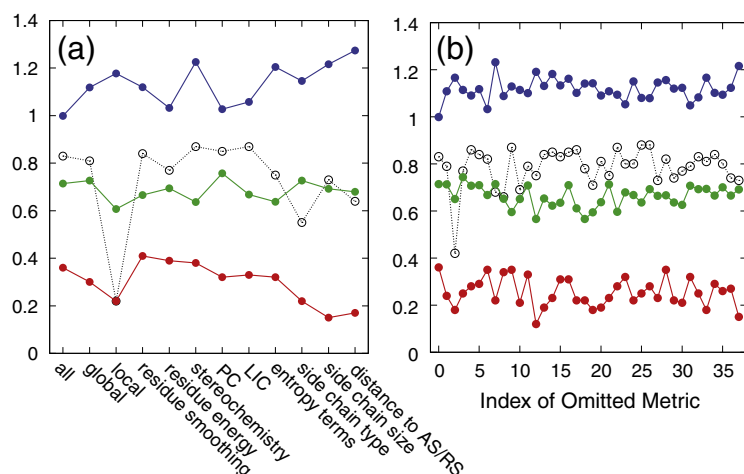 (a)
1.4
1.2
1
0.8
0.6
0.4
0.2
0
all
global
local
residue smoothing
residue energy
stereochemistry
PC
LIC
entropy terms
side chain type
side chain size
distance to AS/RS
(b)
1.4
1.2
1
0.8
0.6
0.4
0.2
0
0 5 10 15 20 25 30 35
Index of Omitted Metric